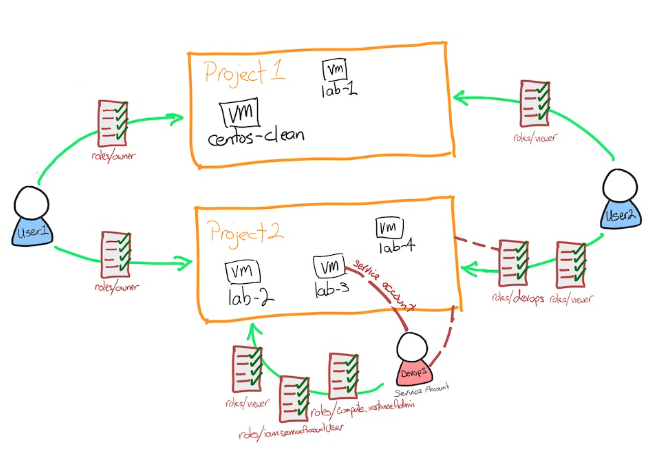 Project 1
VM
lab-1
VM
centos-clean
roles/owner
roles/viewer
User1
User2
Project 2
VM
lab-4
VM
lab-2
VM
lab-3
service account
roles/owner
roles/devops
roles/viewer
Devops
Service Account
roles/viewer
roles/compute.instanceAdmin
roles/iam.serviceAccountUser